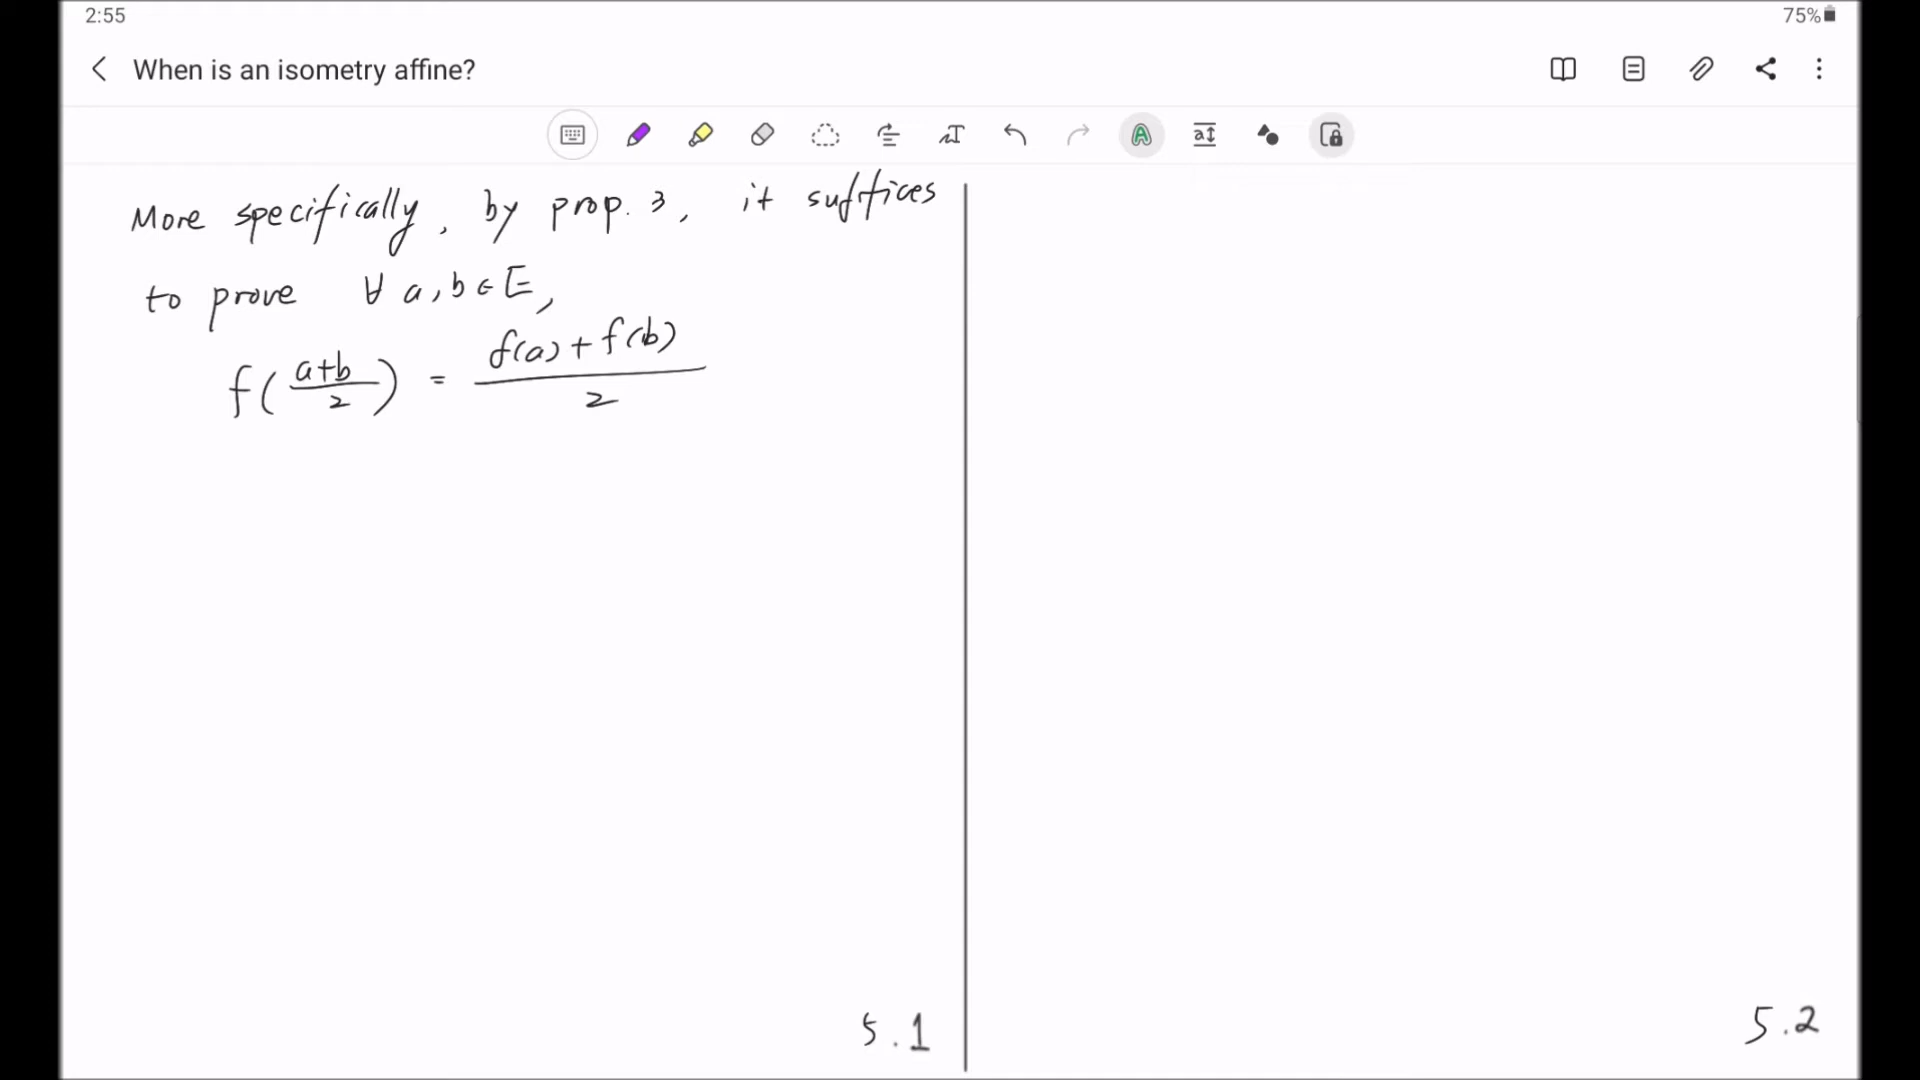 2:55
75%
When is an isometry affine?
More specifically, by prop. 3, it suffices
to prove ∀ a, b ∈ E,
f((a+b)/2) = (f(a) + f(b))/2
5.1
5.2